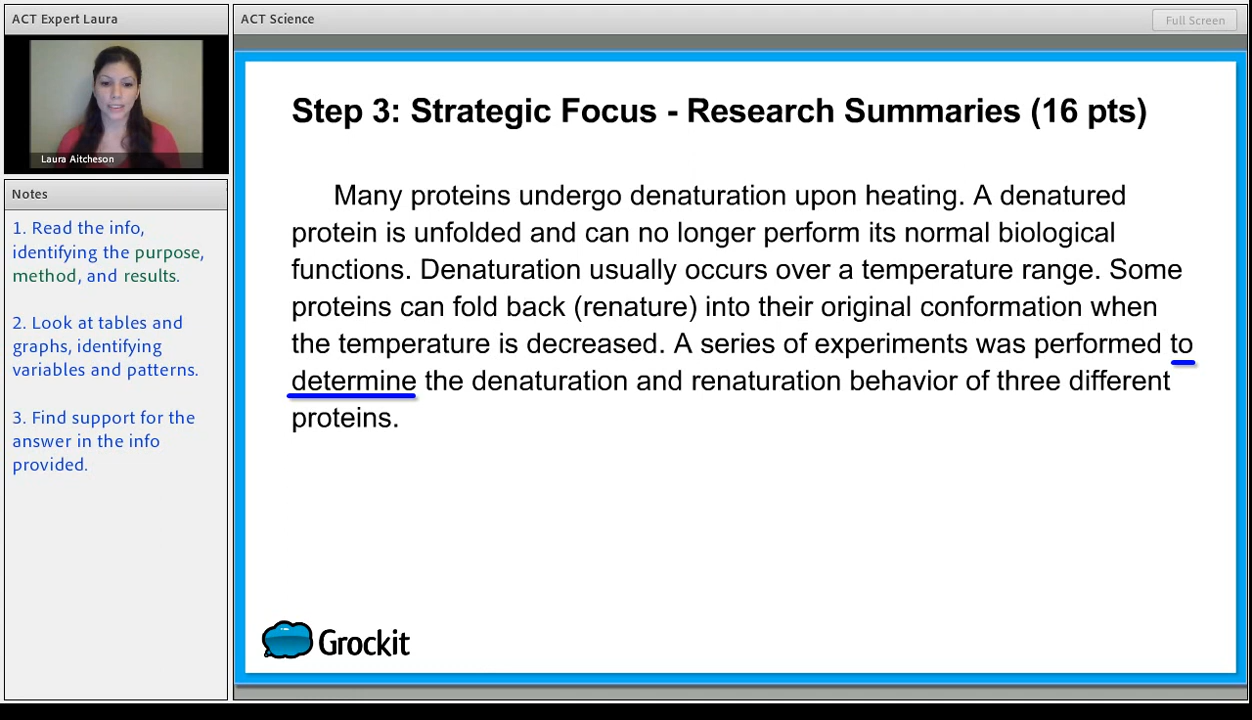 ACT Expert Laura
Laura Aitcheson
Notes
1. Read the info,
identifying the purpose,
method, and results.
2. Look at tables and
graphs, identifying
variables and patterns.
3. Find support for the
answer in the info
provided.
ACT Science
Full Screen
Step 3: Strategic Focus - Research Summaries (16 pts)
Many proteins undergo denaturation upon heating. A denatured
protein is unfolded and can no longer perform its normal biological
functions. Denaturation usually occurs over a temperature range. Some
proteins can fold back (renature) into their original conformation when
the temperature is decreased. A series of experiments was performed to
determine the denaturation and renaturation behavior of three different
proteins.
Grockit